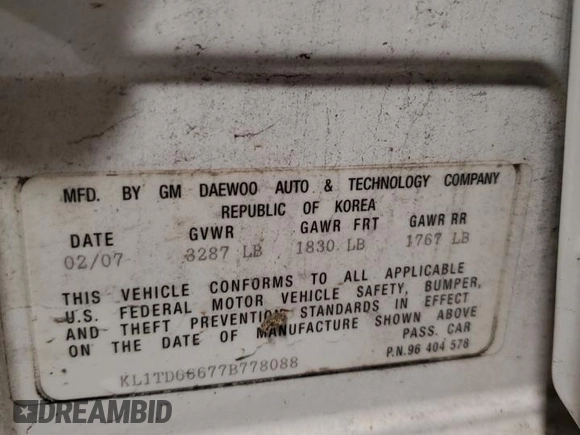 MFD. BY GM DAEWOO AUTO & TECHNOLOGY COMPANY
REPUBLIC OF KOREA
DATE GVWR GAWR FRT GAWR RR
02/07 3287 LB 1830 LB 1767 LB
THIS VEHICLE CONFORMS TO ALL APPLICABLE
U.S. FEDERAL MOTOR VEHICLE SAFETY, BUMPER,
AND THEFT PREVENTION STANDARDS IN EFFECT
ON THE DATE OF MANUFACTURE SHOWN ABOVE
PASS. CAR
KL1TD66677B778088 P.N.96 404 578
DREAMBID